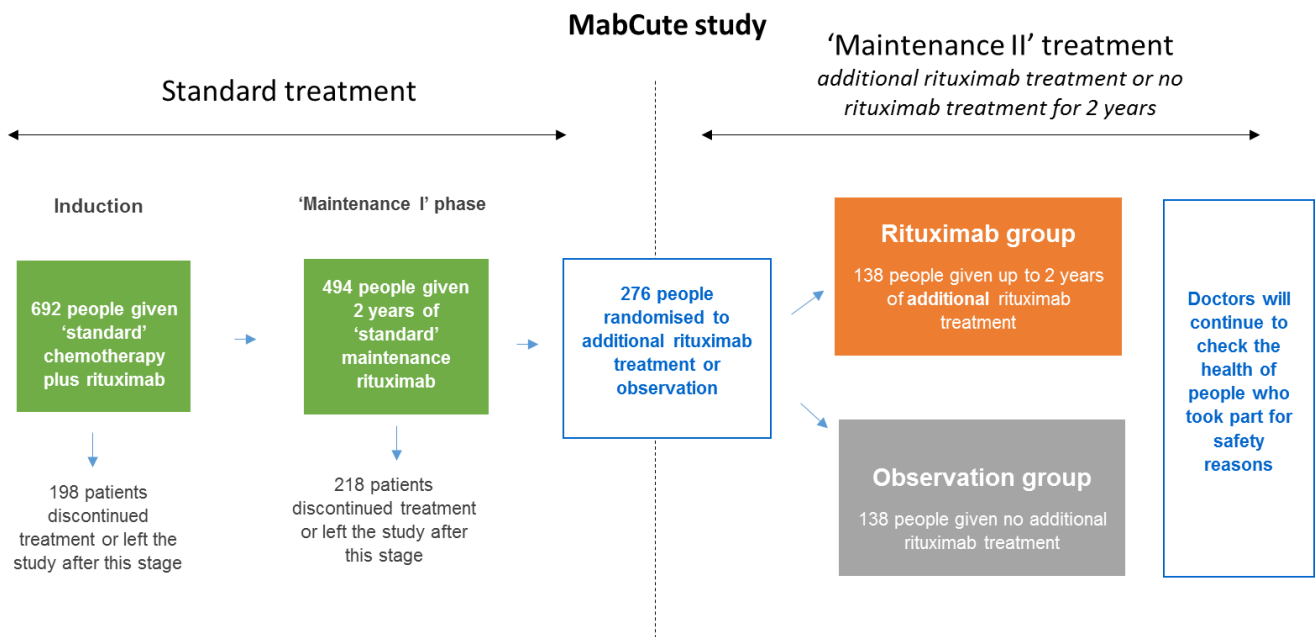 MabCute study
Standard treatment
‘Maintenance II’ treatment
additional rituximab treatment or no
rituximab treatment for 2 years
Induction
692 people given
‘standard’
chemotherapy
plus rituximab
198 patients
discontinued
treatment or left the
study after this stage
‘Maintenance I’ phase
494 people given
2 years of
‘standard’
maintenance
rituximab
218 patients
discontinued treatment
or left the study after
this stage
276 people
randomised to
additional rituximab
treatment or
observation
Rituximab group
138 people given up to 2 years
of additional rituximab
treatment
Observation group
138 people given no additional
rituximab treatment
Doctors will
continue to
check the
health of
people who
took part for
safety
reasons